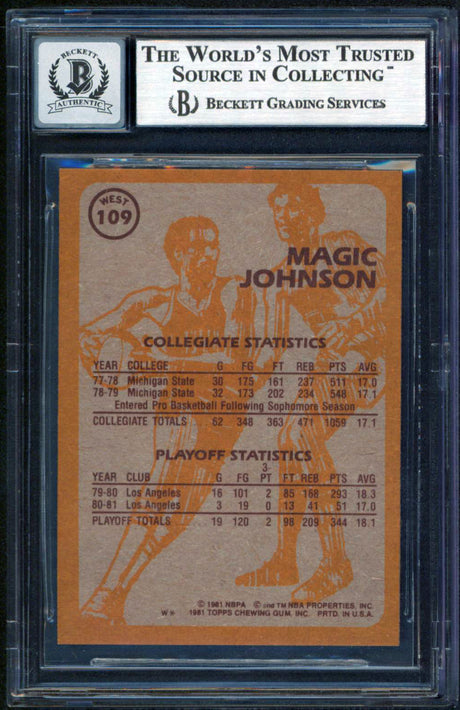 BECKETT
B
AUTHENTIC
THE WORLD'S MOST TRUSTED
SOURCE IN COLLECTING™
B BECKETT GRADING SERVICES
WEST
109
MAGIC
JOHNSON
COLLEGIATE STATISTICS
YEAR COLLEGE G FG FT REB PTS AVG
77-78 Michigan State 30 175 161 237 511 17.0
78-79 Michigan State 32 173 202 234 548 17.1
Entered Pro Basketball Following Sophomore Season
COLLEGIATE TOTALS . . 62 348 363 471 1059 17.1
PLAYOFF STATISTICS
3-
YEAR CLUB G FG PT FT REB PTS AVG
79-80 Los Angeles 16 101 2 85 168 293 18.3
80-81 Los Angeles 3 19 0 13 41 51 17.0
PLAYOFF TOTALS 19 120 2 98 209 344 18.1
© 1981 NBPA © and TM NBA PROPERTIES, INC.
W* 1981 TOPPS CHEWING GUM, INC. PRTD. IN U.S.A.